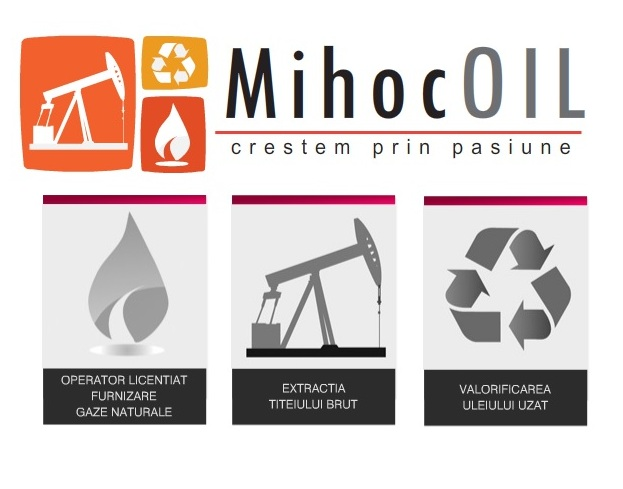 MihocOIL
crestem prin pasiune
OPERATOR LICENTIAT
FURNIZARE
GAZE NATURALE
EXTRACTIA
TITEIULUI BRUT
VALORIFICAREA
ULEIULUI UZAT